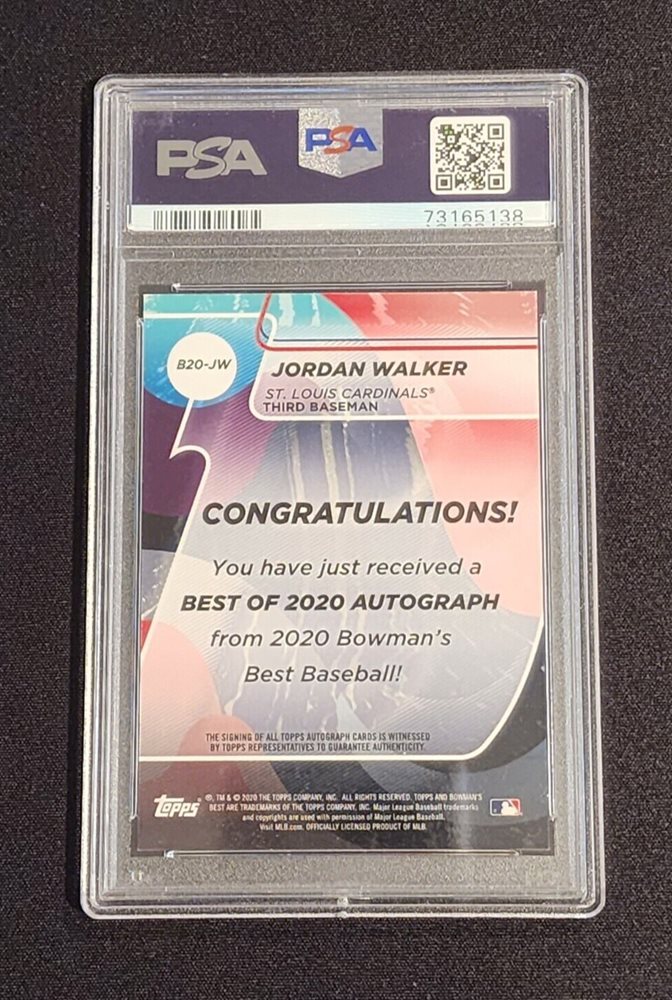 PSA
PSA
73165138
B20-JW
JORDAN WALKER
ST. LOUIS CARDINALS®
THIRD BASEMAN
CONGRATULATIONS!
You have just received a
BEST OF 2020 AUTOGRAPH
from 2020 Bowman's
Best Baseball!
THE SIGNING OF ALL TOPPS AUTOGRAPH CARDS IS WITNESSED
BY TOPPS REPRESENTATIVES TO GUARANTEE AUTHENTICITY.
topps
®, TM & © 2020 THE TOPPS COMPANY, INC. ALL RIGHTS RESERVED. TOPPS AND BOWMAN'S
BEST ARE TRADEMARKS OF THE TOPPS COMPANY, INC. Major League Baseball trademarks
and copyrights are used with permission of Major League Baseball.
Visit MLB.com. OFFICIALLY LICENSED PRODUCT OF MLB.